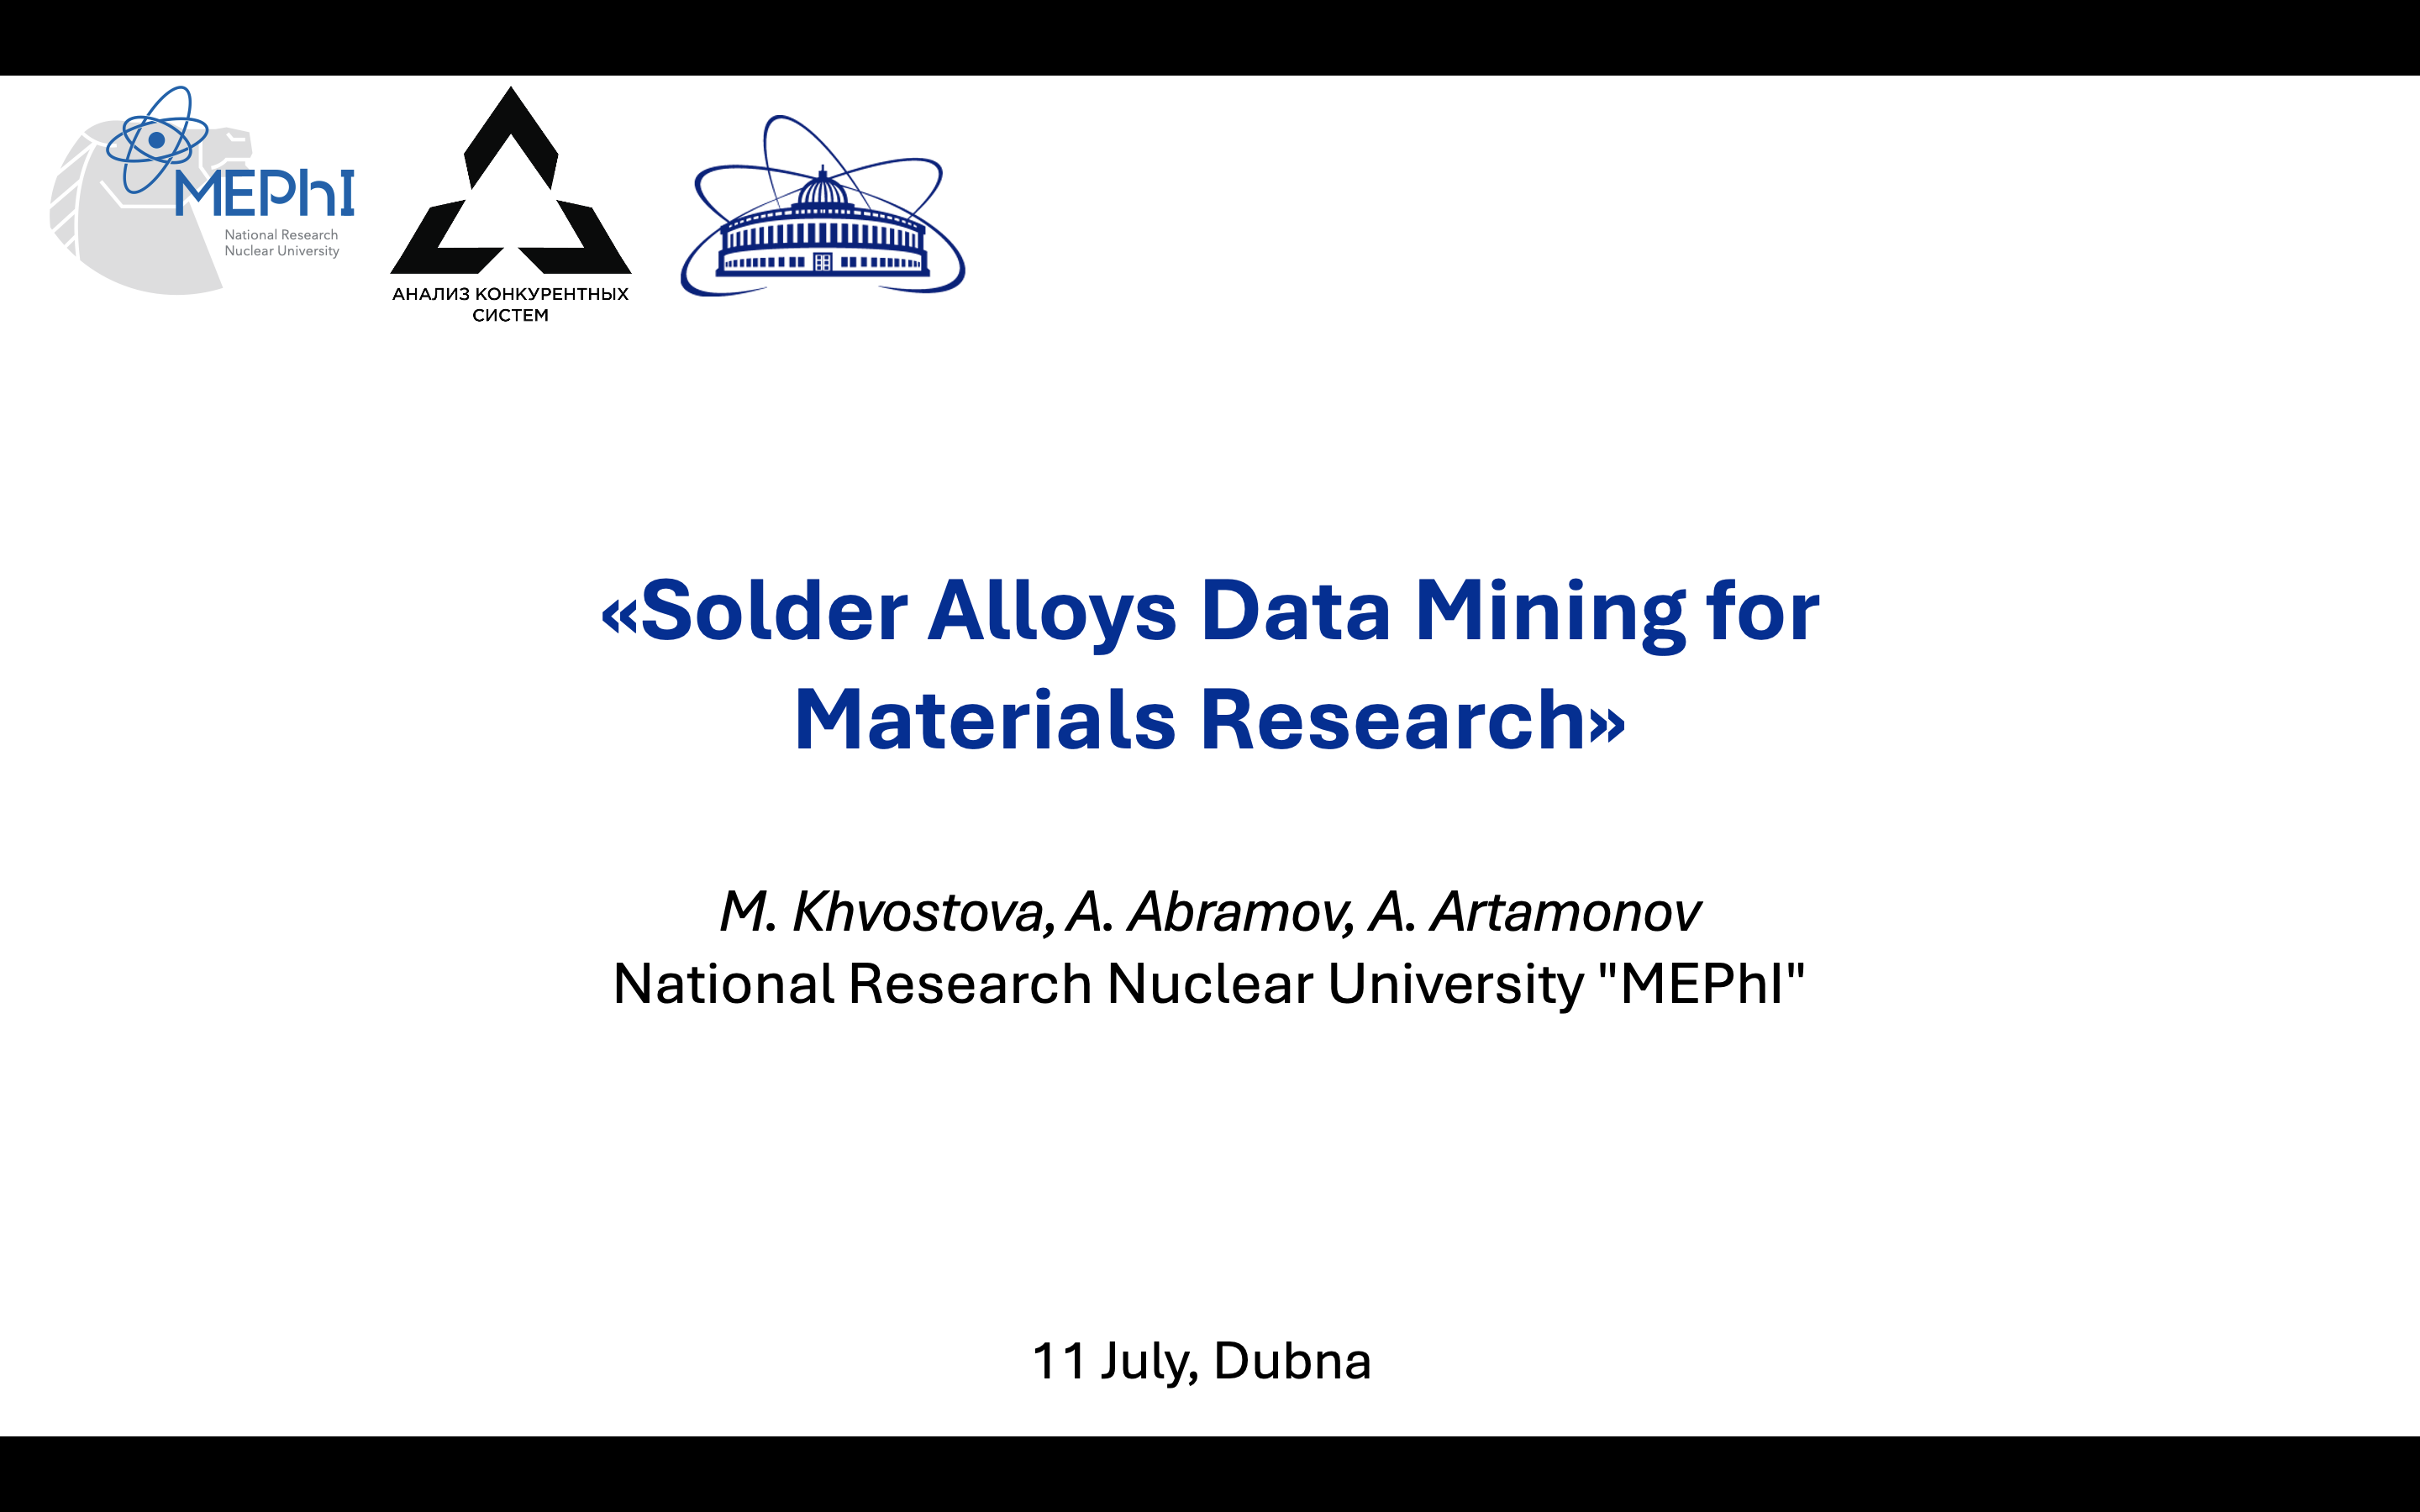 MEPhI
National Research
Nuclear University
АНАЛИЗ КОНКУРЕНТНЫХ
СИСТЕМ
«Solder Alloys Data Mining for
Materials Research»
M. Khvostova, A. Abramov, A. Artamonov
National Research Nuclear University "MEPhI"
11 July, Dubna